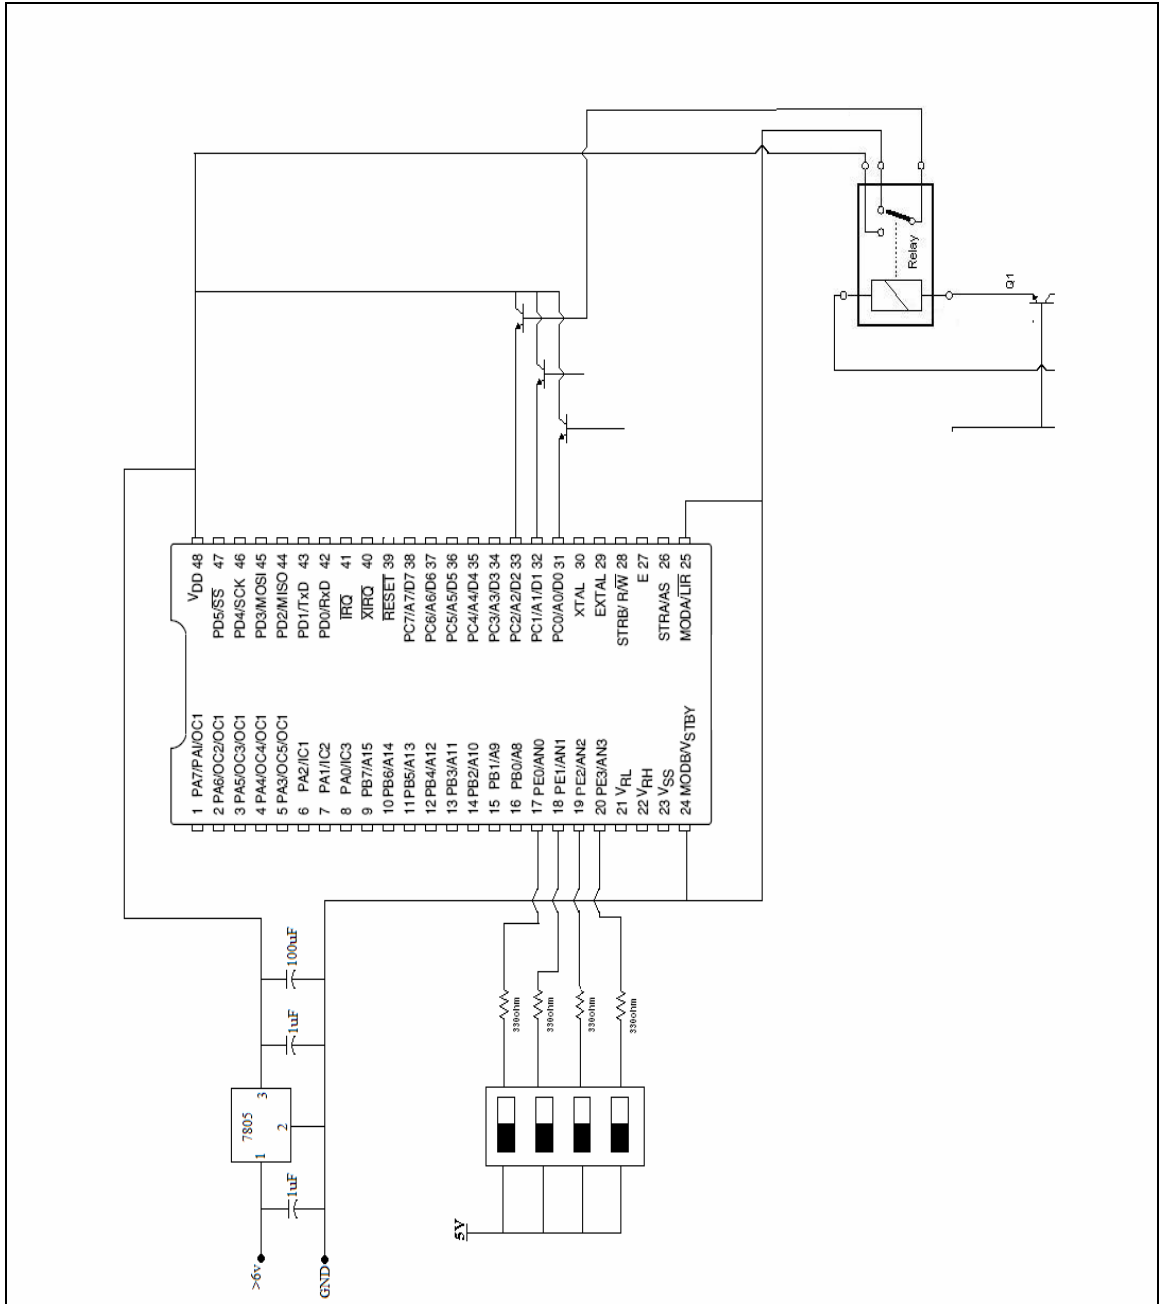 Relay
Q1
VDD 48
PD5/SS 47
PD4/SCK 46
PD3/MOSI 45
PD2/MISO 44
PD1/TxD 43
PD0/RxD 42
IRQ 41
XIRQ 40
RESET 39
PC7/A7/D7 38
PC6/A6/D6 37
PC5/A5/D5 36
PC4/A4/D4 35
PC3/A3/D3 34
PC2/A2/D2 33
PC1/A1/D1 32
PC0/A0/D0 31
XTAL 30
EXTAL 29
STRB/ R/W 28
E 27
STRA/AS 26
MODA/LIR 25
1 PA7/PAI/OC1
2 PA6/OC2/OC1
3 PA5/OC3/OC1
4 PA4/OC4/OC1
5 PA3/OC5/OC1
6 PA2/IC1
7 PA1/IC2
8 PA0/IC3
9 PB7/A15
10 PB6/A14
11 PB5/A13
12 PB4/A12
13 PB3/A11
14 PB2/A10
15 PB1/A9
16 PB0/A8
17 PE0/AN0
18 PE1/AN1
19 PE2/AN2
20 PE3/AN3
21 VRL
22 VRH
23 VSS
24 MODB/VSTBY
100uF
1uF
7805
1
2
3
1uF
>6v
GND
330ohm
330ohm
330ohm
330ohm
5V